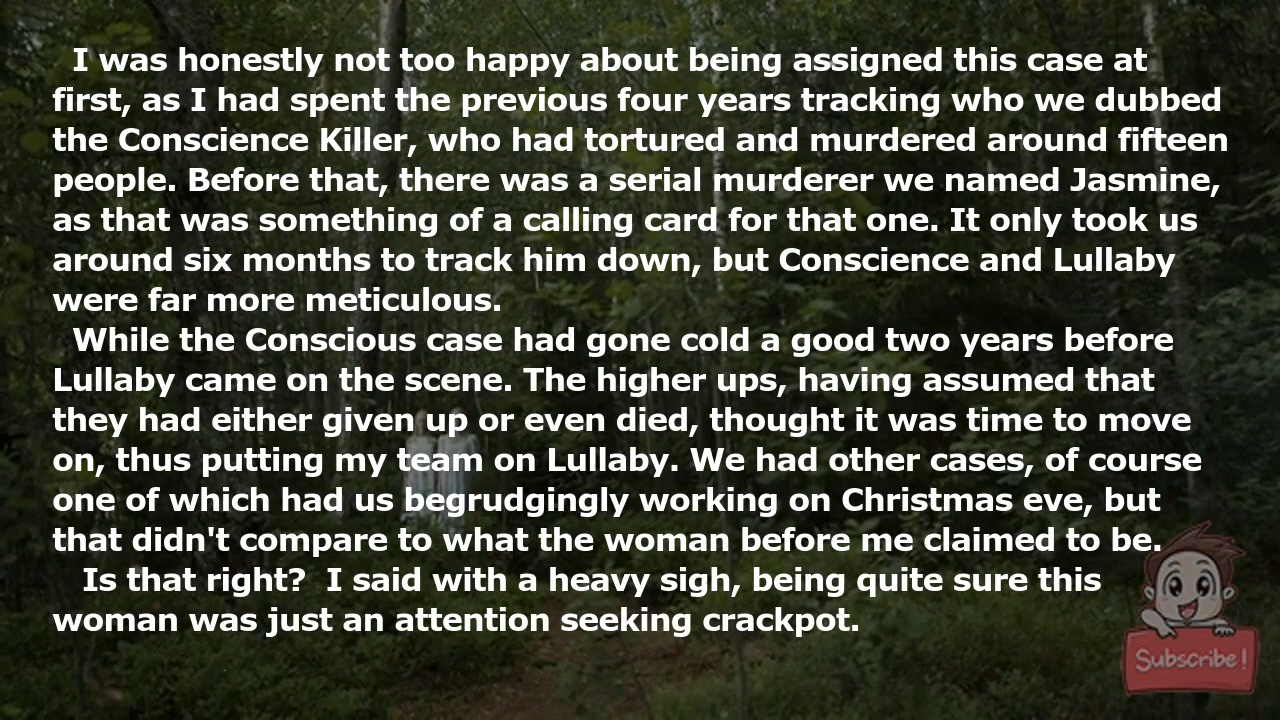 I was honestly not too happy about being assigned this case at
first, as I had spent the previous four years tracking who we dubbed
the Conscience Killer, who had tortured and murdered around fifteen
people. Before that, there was a serial murderer we named Jasmine,
as that was something of a calling card for that one. It only took us
around six months to track him down, but Conscience and Lullaby
were far more meticulous.
While the Conscious case had gone cold a good two years before
Lullaby came on the scene. The higher ups, having assumed that
they had either given up or even died, thought it was time to move
on, thus putting my team on Lullaby. We had other cases, of course
one of which had us begrudgingly working on Christmas eve, but
that didn't compare to what the woman before me claimed to be.
Is that right?  I said with a heavy sigh, being quite sure this
woman was just an attention seeking crackpot.
Subscribe!